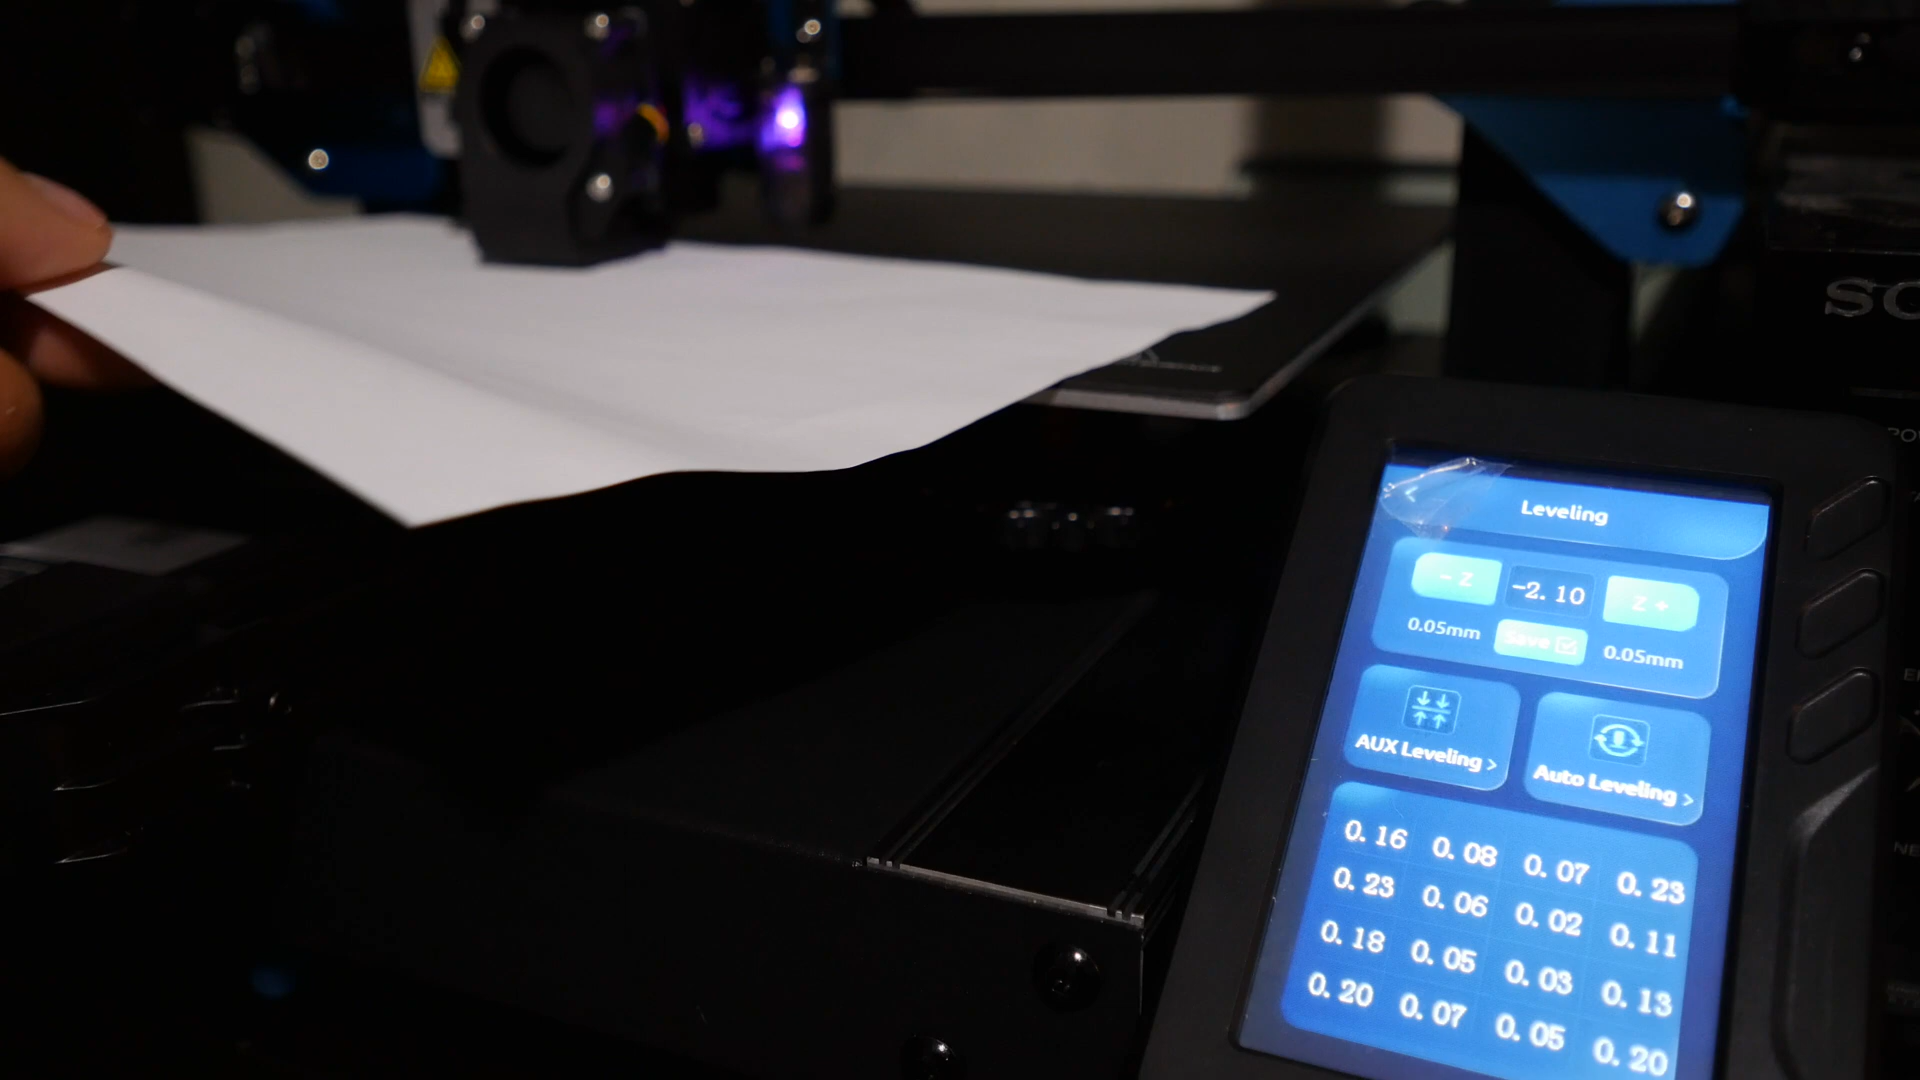 Leveling
- Z -2.10 Z +
0.05mm Save 0.05mm
AUX Leveling >
Auto Leveling >
0.16 0.08 0.07 0.23
0.23 0.06 0.02 0.11
0.18 0.05 0.03 0.13
0.20 0.07 0.05 0.20